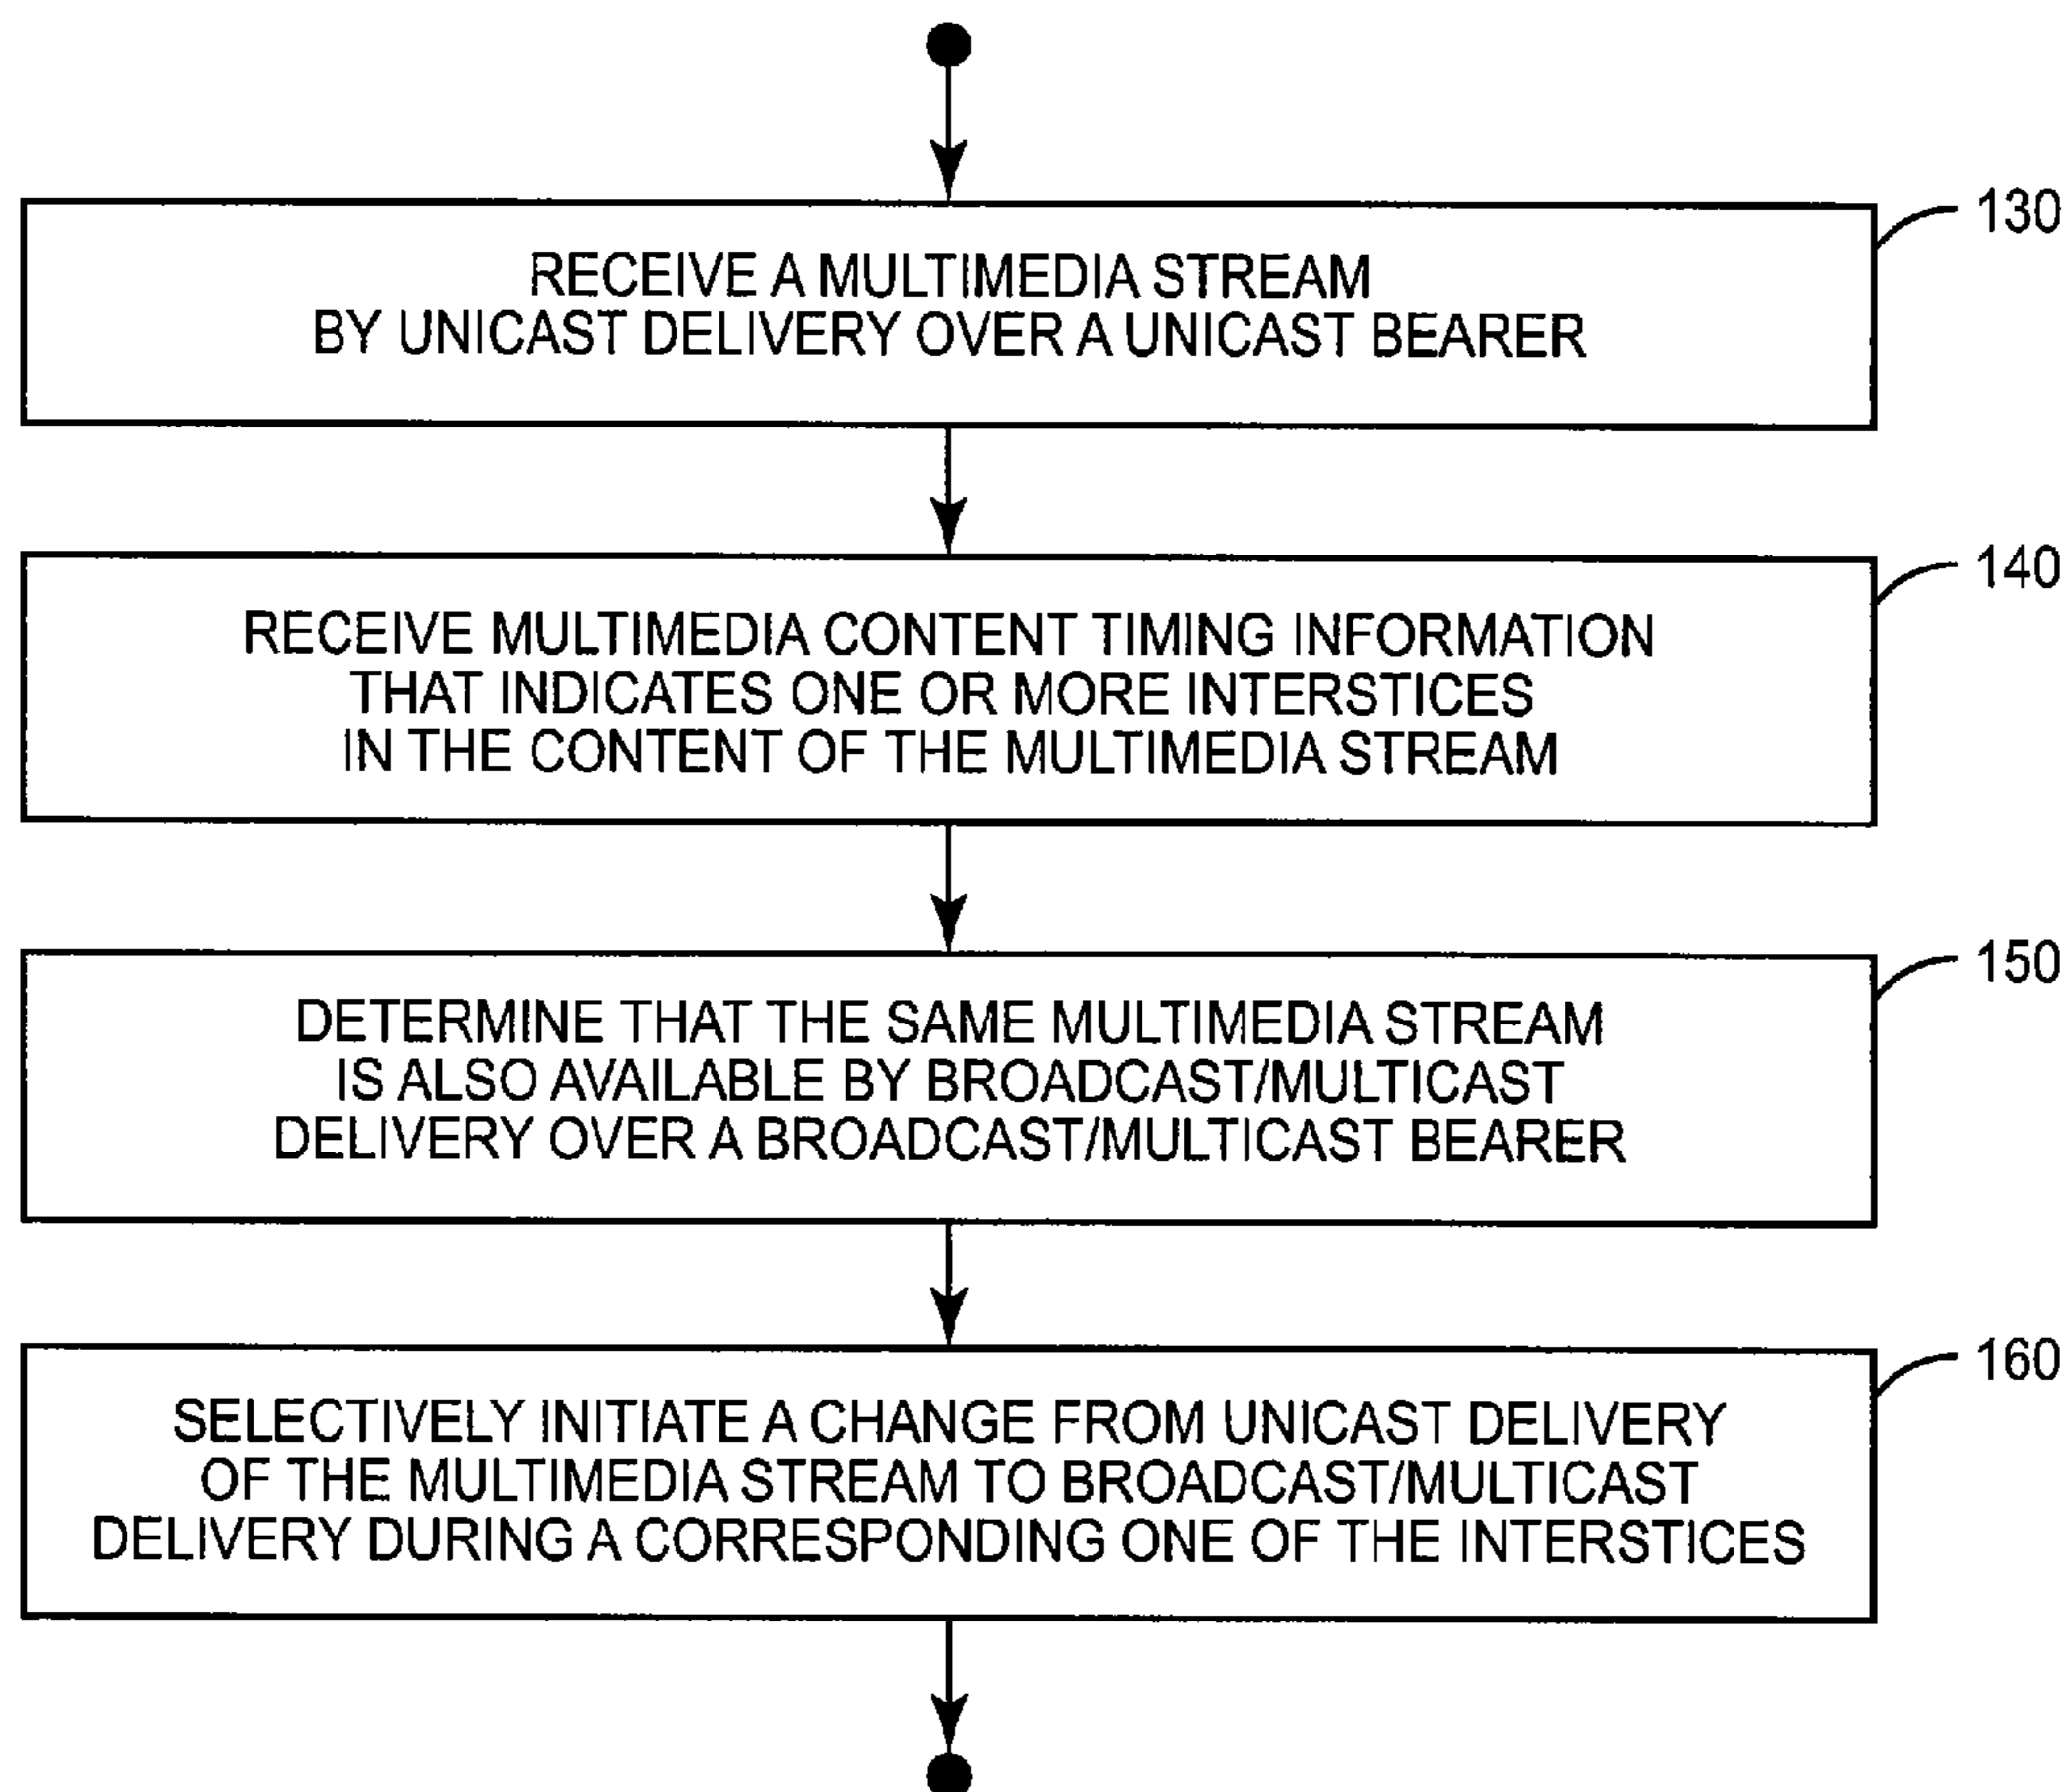 130
RECEIVE A MULTIMEDIA STREAM
BY UNICAST DELIVERY OVER A UNICAST BEARER
140
RECEIVE MULTIMEDIA CONTENT TIMING INFORMATION
THAT INDICATES ONE OR MORE INTERSTICES
IN THE CONTENT OF THE MULTIMEDIA STREAM
150
DETERMINE THAT THE SAME MULTIMEDIA STREAM
IS ALSO AVAILABLE BY BROADCAST/MULTICAST
DELIVERY OVER A BROADCAST/MULTICAST BEARER
160
SELECTIVELY INITIATE A CHANGE FROM UNICAST DELIVERY
OF THE MULTIMEDIA STREAM TO BROADCAST/MULTICAST
DELIVERY DURING A CORRESPONDING ONE OF THE INTERSTICES